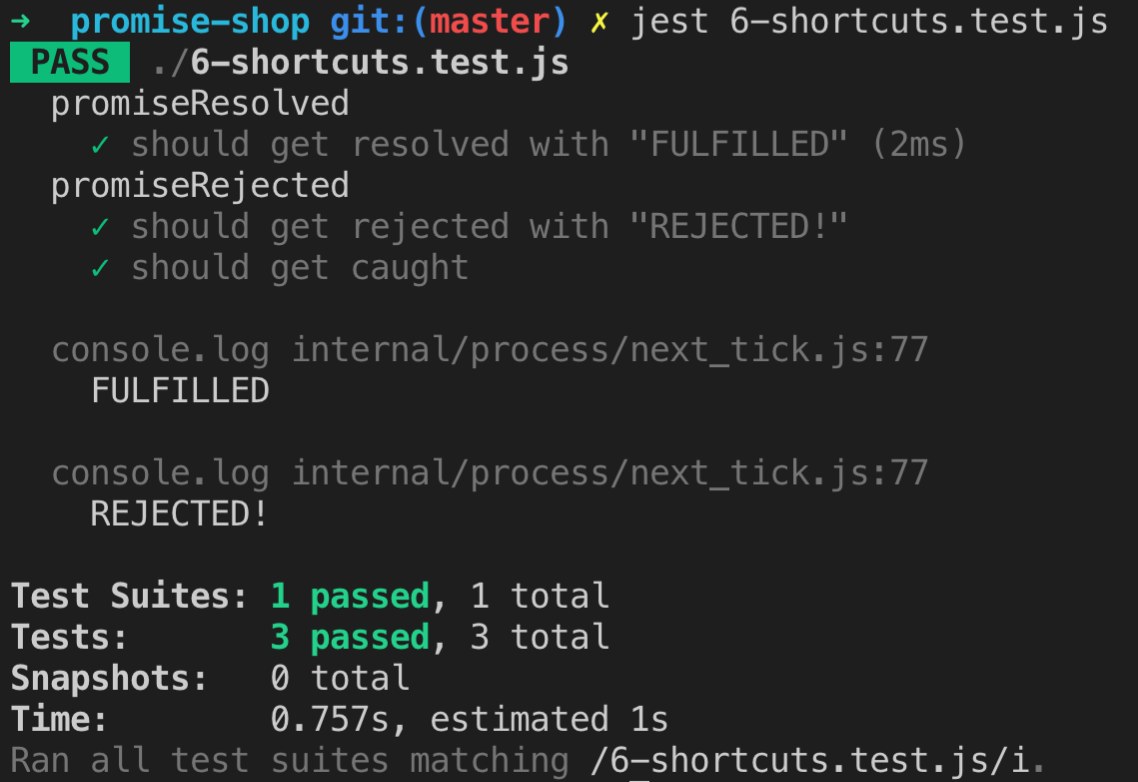 ➜  promise-shop git:(master) ✗ jest 6-shortcuts.test.js
 PASS  ./6-shortcuts.test.js
  promiseResolved
    ✓ should get resolved with "FULFILLED" (2ms)
  promiseRejected
    ✓ should get rejected with "REJECTED!"
    ✓ should get caught

  console.log internal/process/next_tick.js:77
    FULFILLED

  console.log internal/process/next_tick.js:77
    REJECTED!

Test Suites: 1 passed, 1 total
Tests:       3 passed, 3 total
Snapshots:   0 total
Time:        0.757s, estimated 1s
Ran all test suites matching /6-shortcuts.test.js/i.